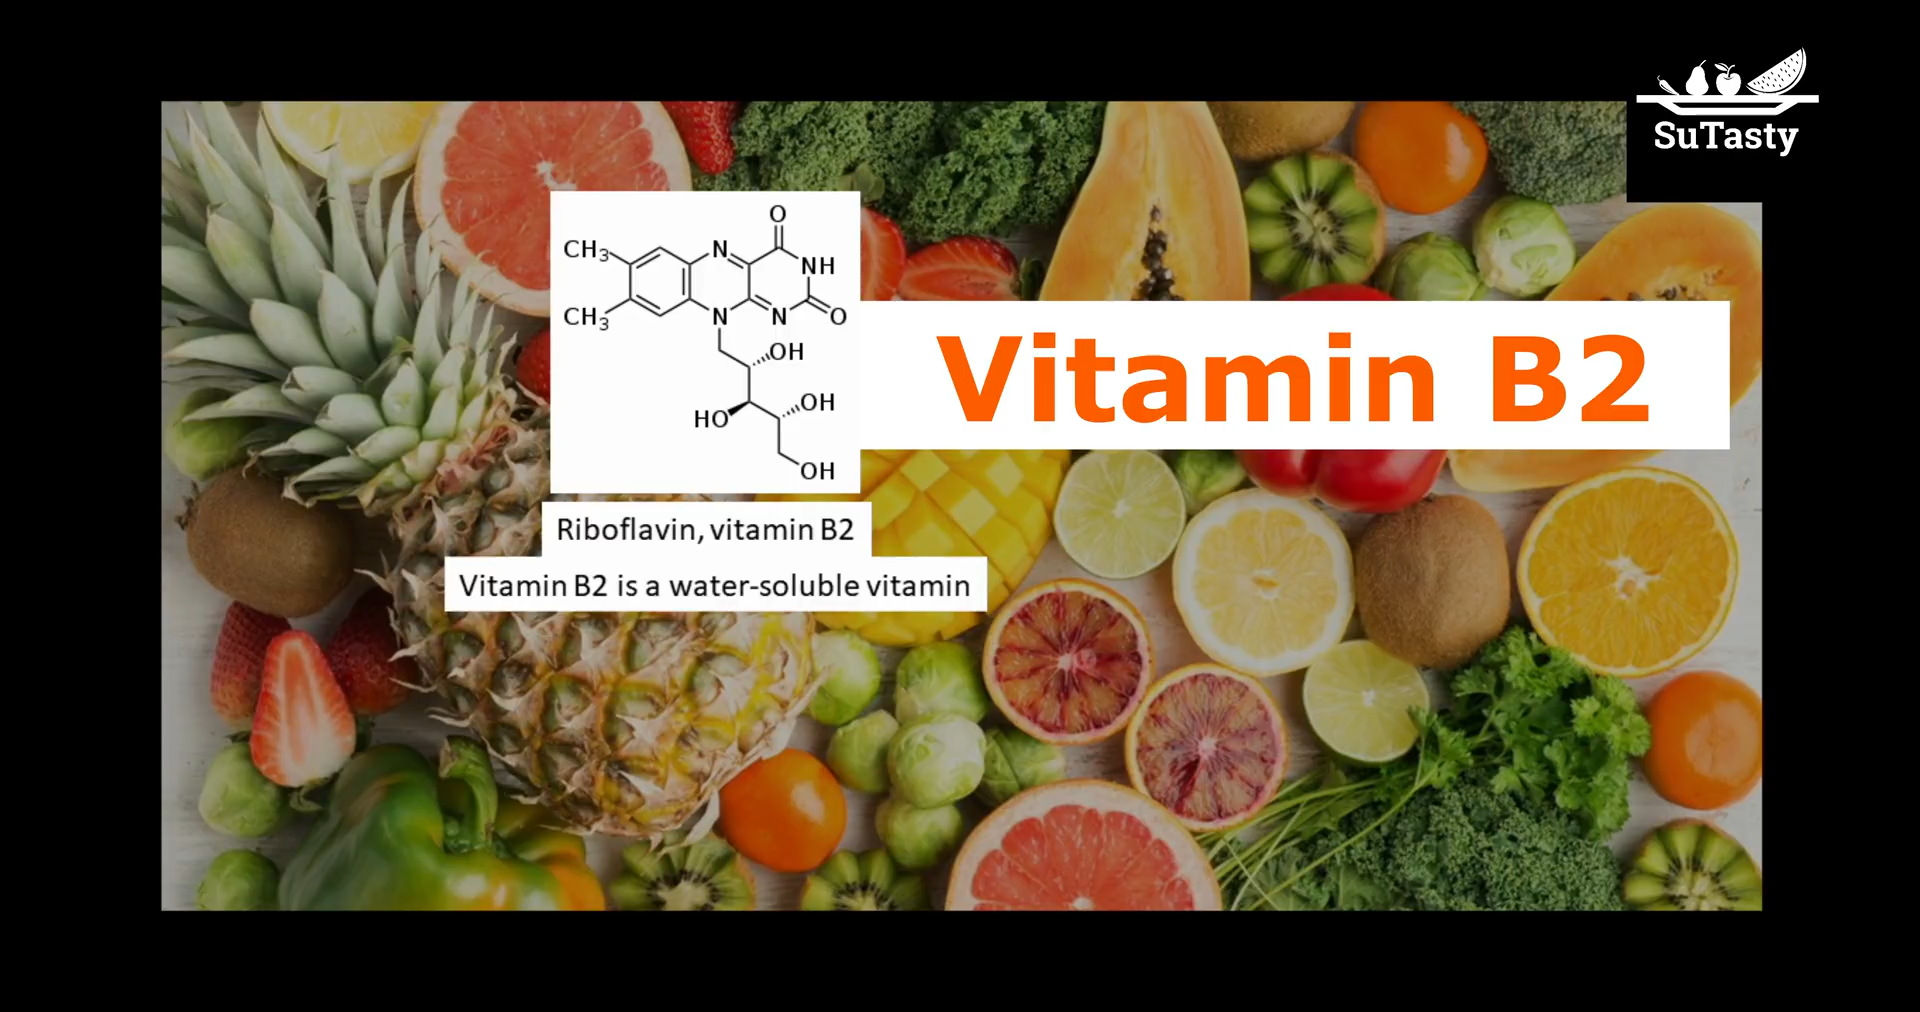 SuTasty
O
CH3
N
NH
CH3
N
N
O
OH
HO
OH
OH
Vitamin B2
Riboflavin, vitamin B2
Vitamin B2 is a water-soluble vitamin